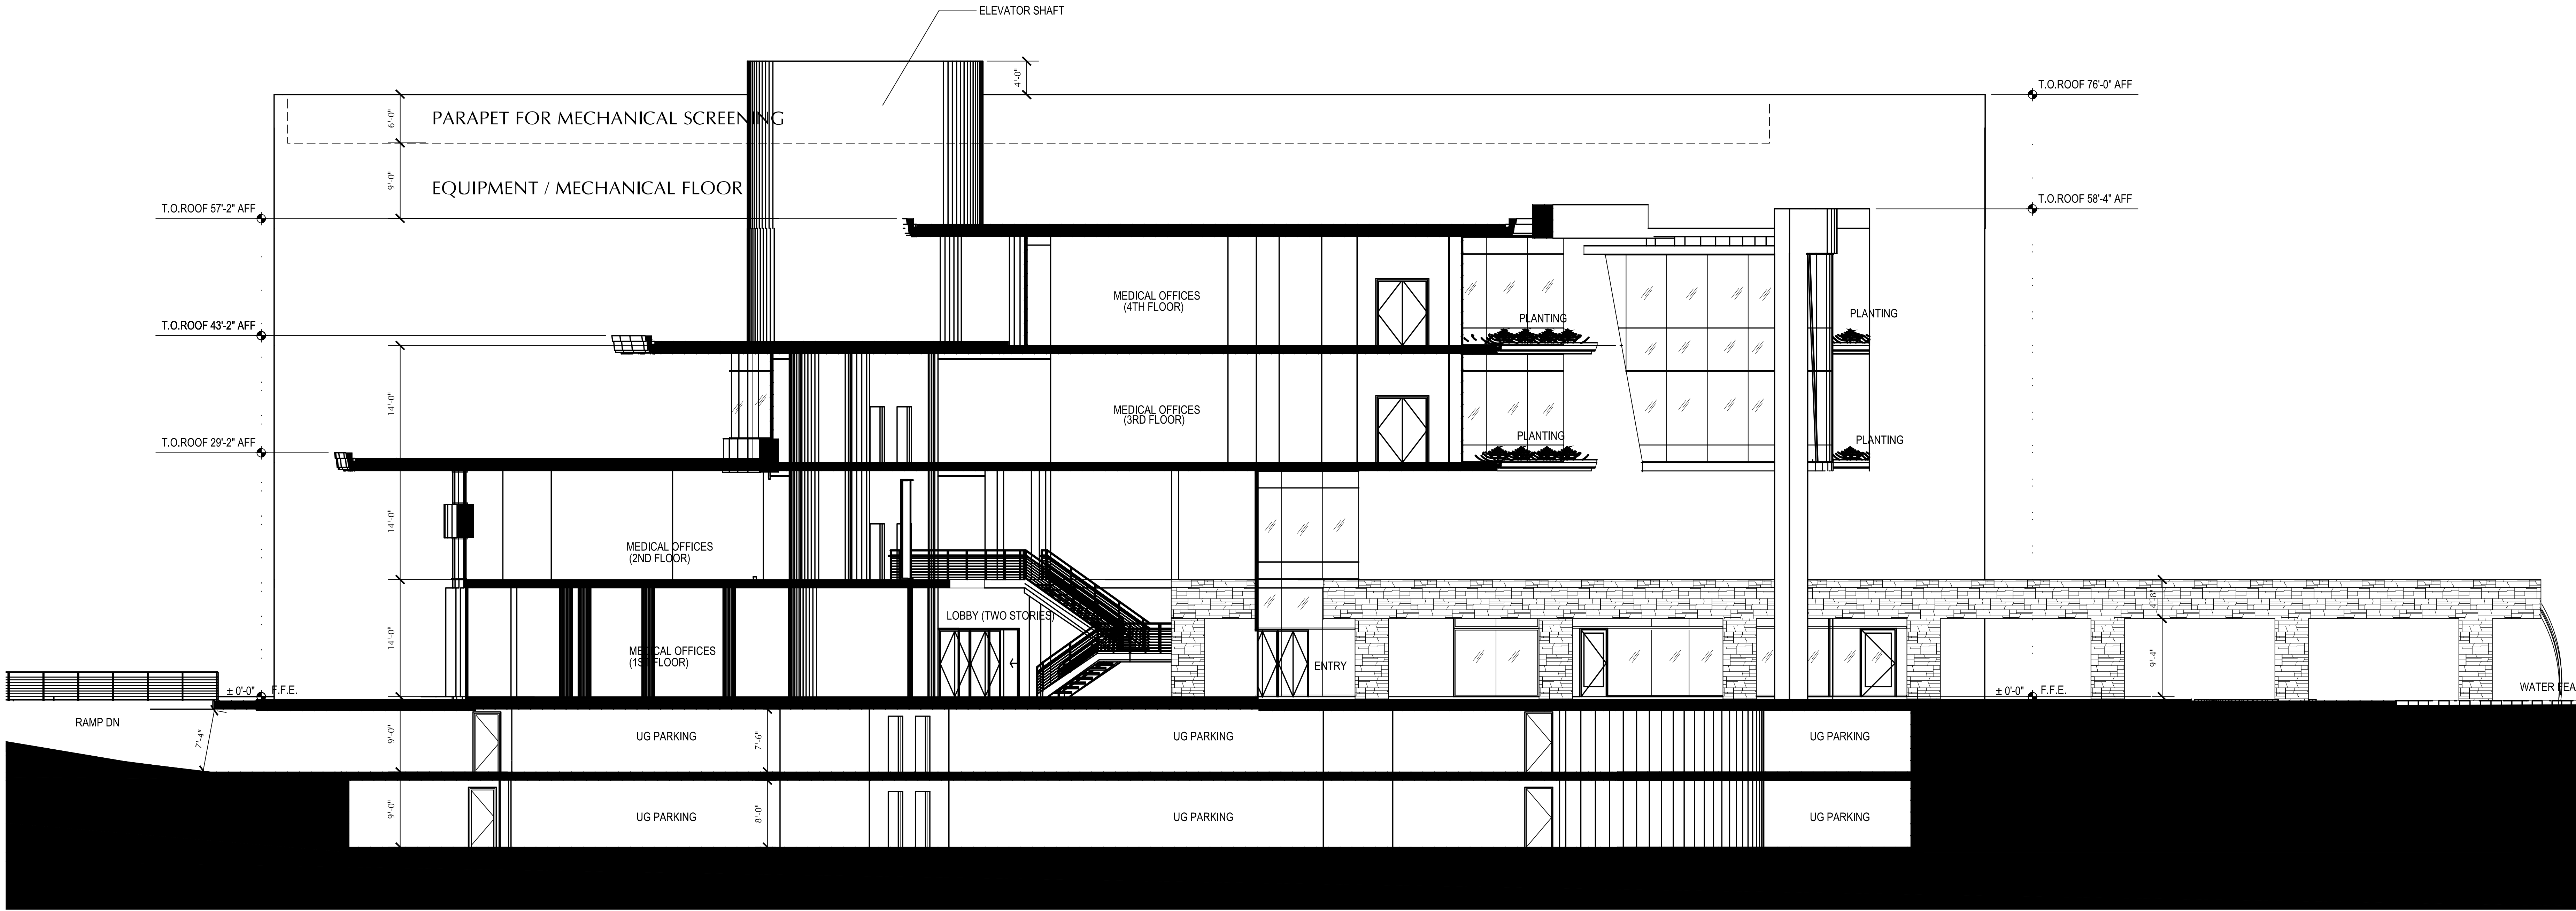 ELEVATOR SHAFT
4'-0"
T.O.ROOF 76'-0" AFF
6'-0"
PARAPET FOR MECHANICAL SCREENING
9'-0"
EQUIPMENT / MECHANICAL FLOOR
T.O.ROOF 57'-2" AFF
T.O.ROOF 58'-4" AFF
MEDICAL OFFICES
(4TH FLOOR)
PLANTING
PLANTING
T.O.ROOF 43'-2" AFF
14'-0"
MEDICAL OFFICES
(3RD FLOOR)
PLANTING
PLANTING
T.O.ROOF 29'-2" AFF
14'-0"
MEDICAL OFFICES
(2ND FLOOR)
4'-8"
LOBBY (TWO STORIES)
14'-0"
MEDICAL OFFICES
(1ST FLOOR)
ENTRY
9'-4"
± 0'-0" F.F.E.
± 0'-0" F.F.E.
WATER FEA
RAMP DN
7'-4"
9'-0"
UG PARKING
7'-6"
UG PARKING
UG PARKING
9'-0"
UG PARKING
8'-0"
UG PARKING
UG PARKING